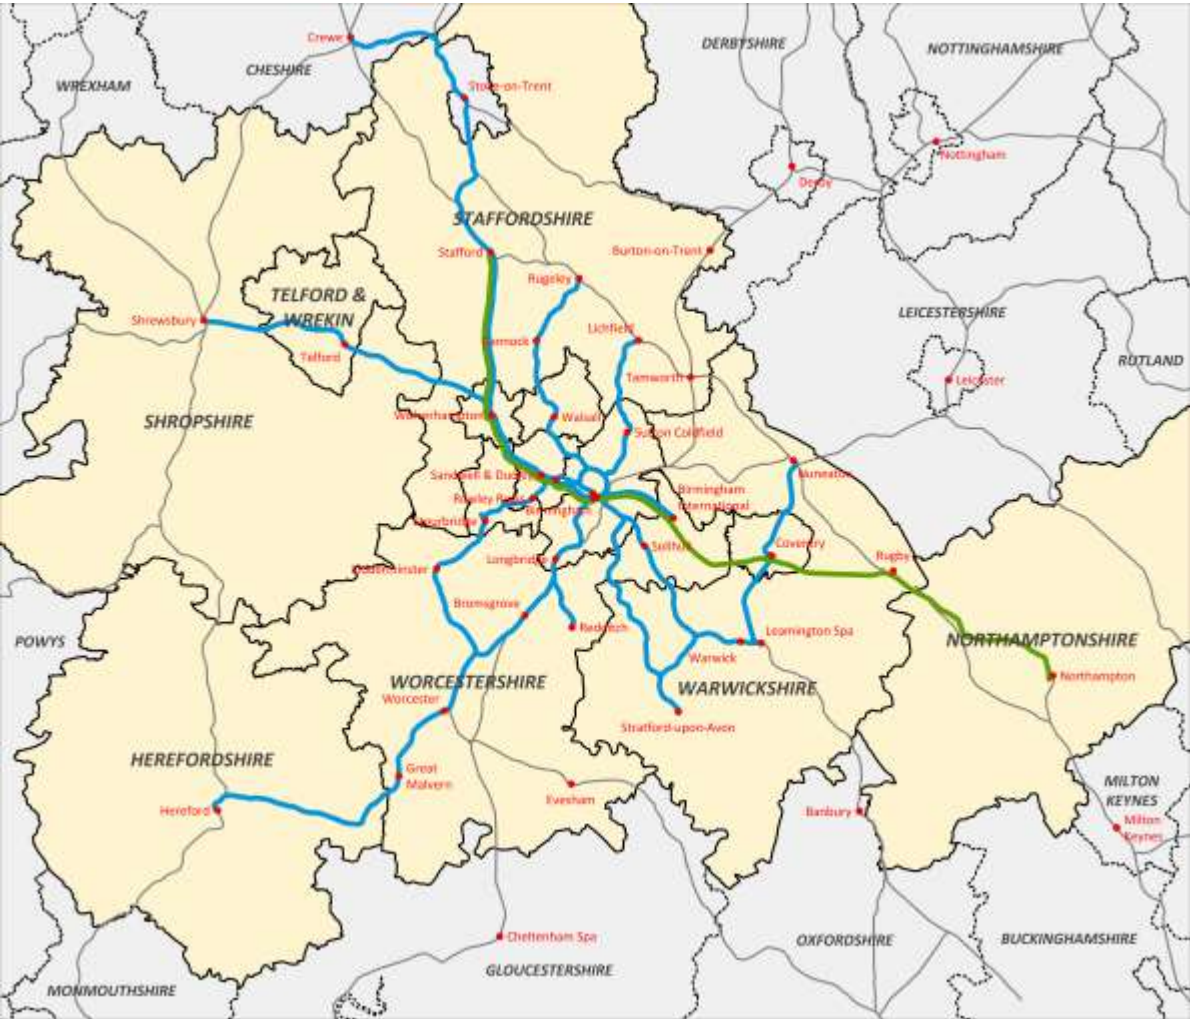 Crewe
DERBYSHIRE
NOTTINGHAMSHIRE
CHESHIRE
WREXHAM
Stoke-on-Trent
Nottingham
Derby
STAFFORDSHIRE
Stafford
Burton-on-Trent
Rugeley
TELFORD &
WREKIN
LEICESTERSHIRE
Shrewsbury
Lichfield
Cannock
Telford
RUTLAND
Tamworth
Leicester
SHROPSHIRE
Wolverhampton
Walsall
Sutton Coldfield
Sandwell & Dudley
Nuneaton
Birmingham
International
Rowley Regis
Birmingham
Stourbridge
Coventry
Solihull
Rugby
Longbridge
Kidderminster
Bromsgrove
Redditch
Leamington Spa
POWYS
NORTHAMPTONSHIRE
Warwick
Northampton
WORCESTERSHIRE
WARWICKSHIRE
Worcester
Stratford-upon-Avon
HEREFORDSHIRE
Great
Malvern
MILTON
KEYNES
Evesham
Hereford
Banbury
Milton
Keynes
Cheltenham Spa
OXFORDSHIRE
BUCKINGHAMSHIRE
GLOUCESTERSHIRE
MONMOUTHSHIRE